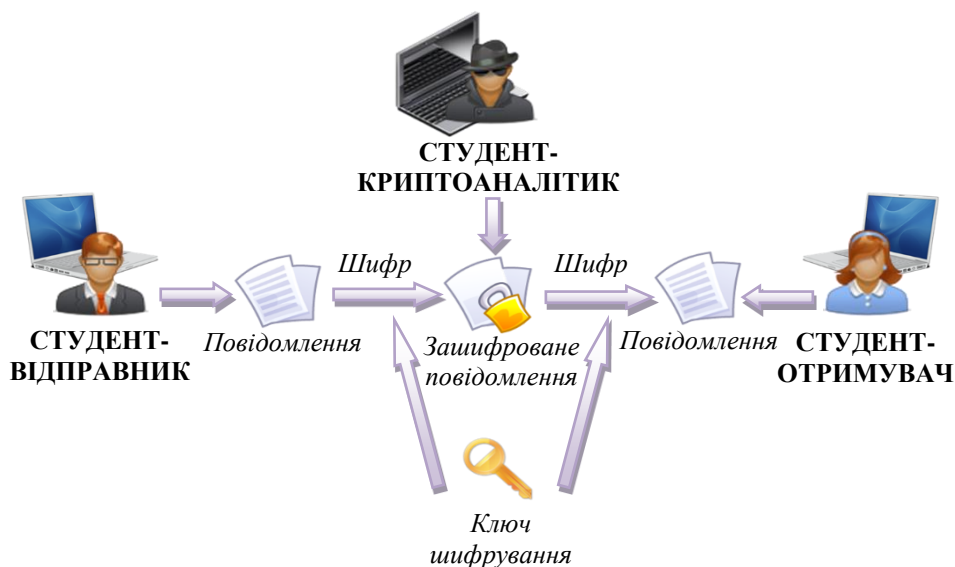 СТУДЕНТ-
КРИПТОАНАЛІТИК
Шифр
Шифр
СТУДЕНТ-
ВІДПРАВНИК
Повідомлення
Зашифроване
повідомлення
Повідомлення
СТУДЕНТ-
ОТРИМУВАЧ
Ключ
шифрування